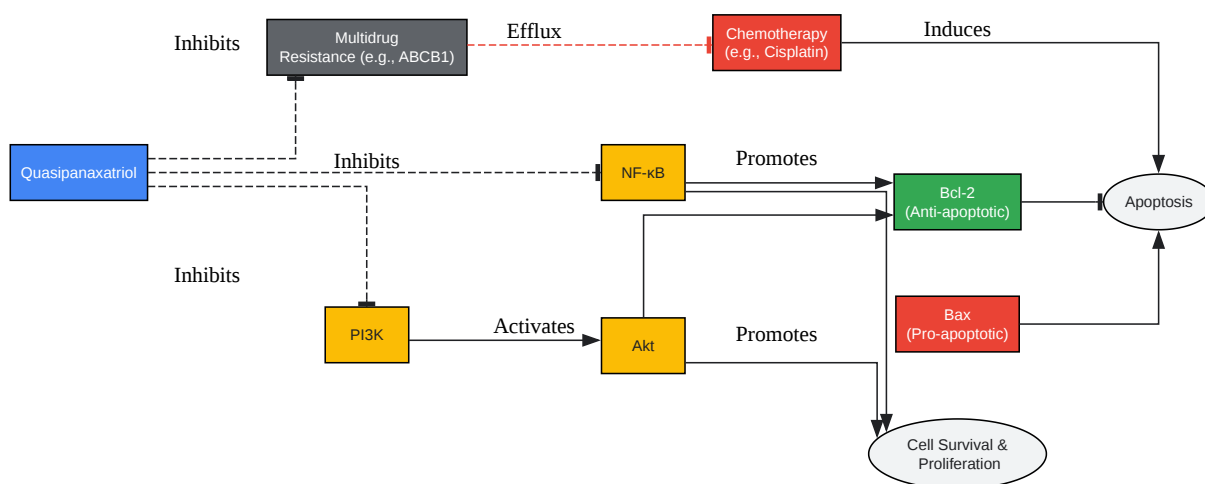 Inhibits
Multidrug
Resistance (e.g., ABCB1)
Efflux
Chemotherapy
(e.g., Cisplatin)
Induces
Quasipanaxatriol
Inhibits
NF-κB
Promotes
Bcl-2
(Anti-apoptotic)
Apoptosis
Inhibits
PI3K
Activates
Akt
Promotes
Bax
(Pro-apoptotic)
Cell Survival &
Proliferation